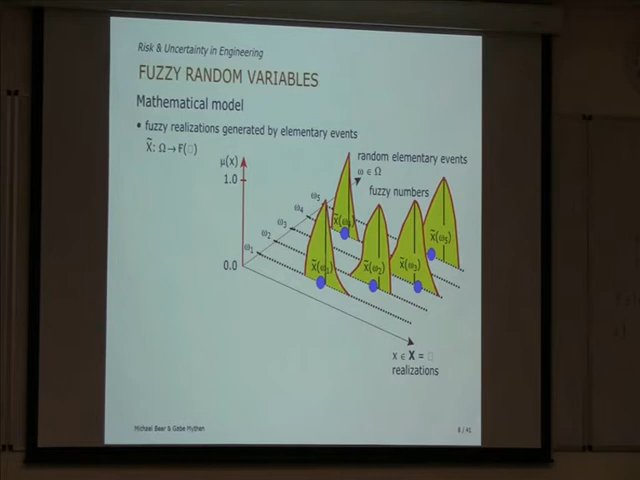 Risk & Uncertainty in Engineering
FUZZY RANDOM VARIABLES
Mathematical model
• fuzzy realizations generated by elementary events
X̃: Ω → F(▯)
μ(x)
1.0
0.0
random elementary events
ω ∈ Ω
fuzzy numbers
ω₅
ω₄
ω₃
ω₂
ω₁
x̃(ω₄)
x̃(ω₅)
x̃(ω₁)
x̃(ω₂)
x̃(ω₃)
x ∈ X = ▯
realizations
Michael Beer & Gabe Mythen
8 / 41